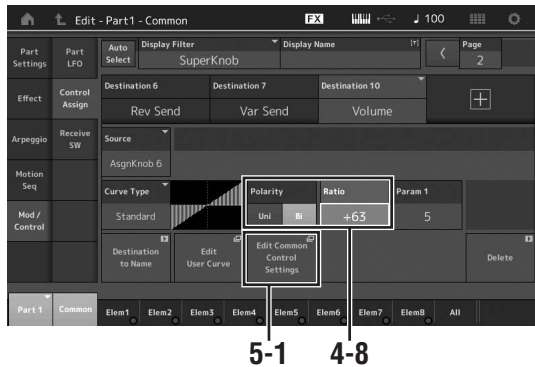 Edit - Part1 - Common FX 100
Part Settings
Part LFO
Auto Select
Display Filter
SuperKnob
Display Name [T]
Page
2
Effect
Control Assign
Destination 6
Rev Send
Destination 7
Var Send
Destination 10
Volume
Arpeggio
Receive SW
Source
AsgnKnob 6
Motion Seq
Curve Type
Standard
Polarity
Uni Bi
Ratio
+63
Param 1
5
Mod / Control
Destination to Name
Edit User Curve
Edit Common Control Settings
Delete
Part 1 Common Elem1 Elem2 Elem3 Elem4 Elem5 Elem6 Elem7 Elem8 All
5-1 4-8